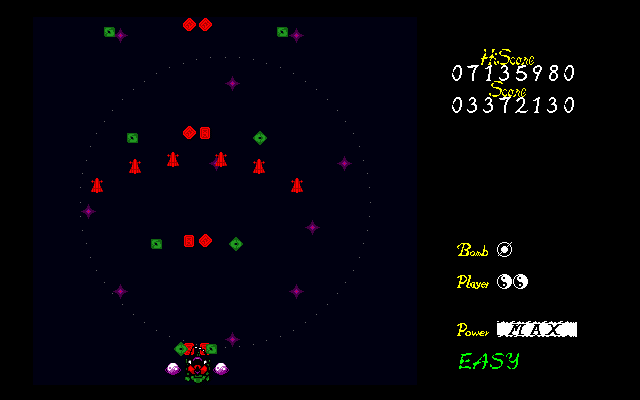 HiScore
07135980
Score
03372130
Bomb
Player
Power MAX
EASY